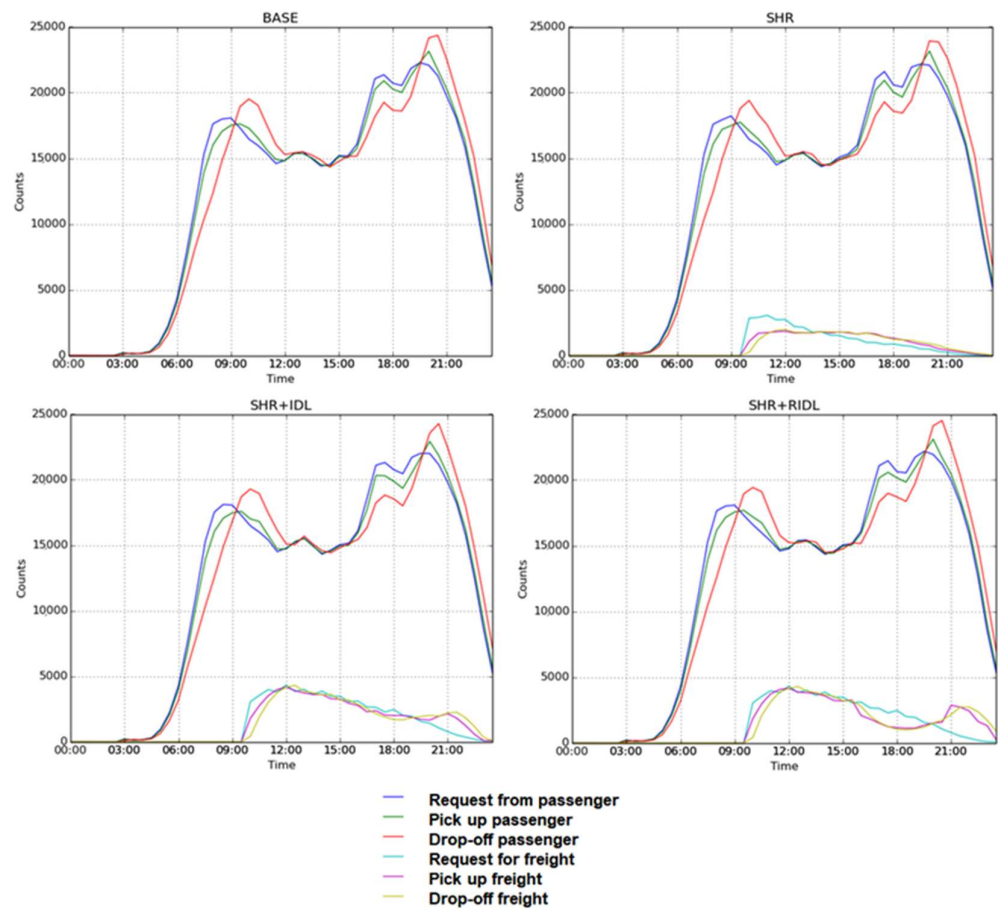 BASE
25000
20000
15000
10000
5000
0
Counts
00:00 03:00 06:00 09:00 12:00 15:00 18:00 21:00
Time
SHR
25000
20000
15000
10000
5000
0
Counts
00:00 03:00 06:00 09:00 12:00 15:00 18:00 21:00
Time
SHR+IDL
25000
20000
15000
10000
5000
0
Counts
00:00 03:00 06:00 09:00 12:00 15:00 18:00 21:00
Time
SHR+RIDL
25000
20000
15000
10000
5000
0
Counts
00:00 03:00 06:00 09:00 12:00 15:00 18:00 21:00
Time
Request from passenger
Pick up passenger
Drop-off passenger
Request for freight
Pick up freight
Drop-off freight